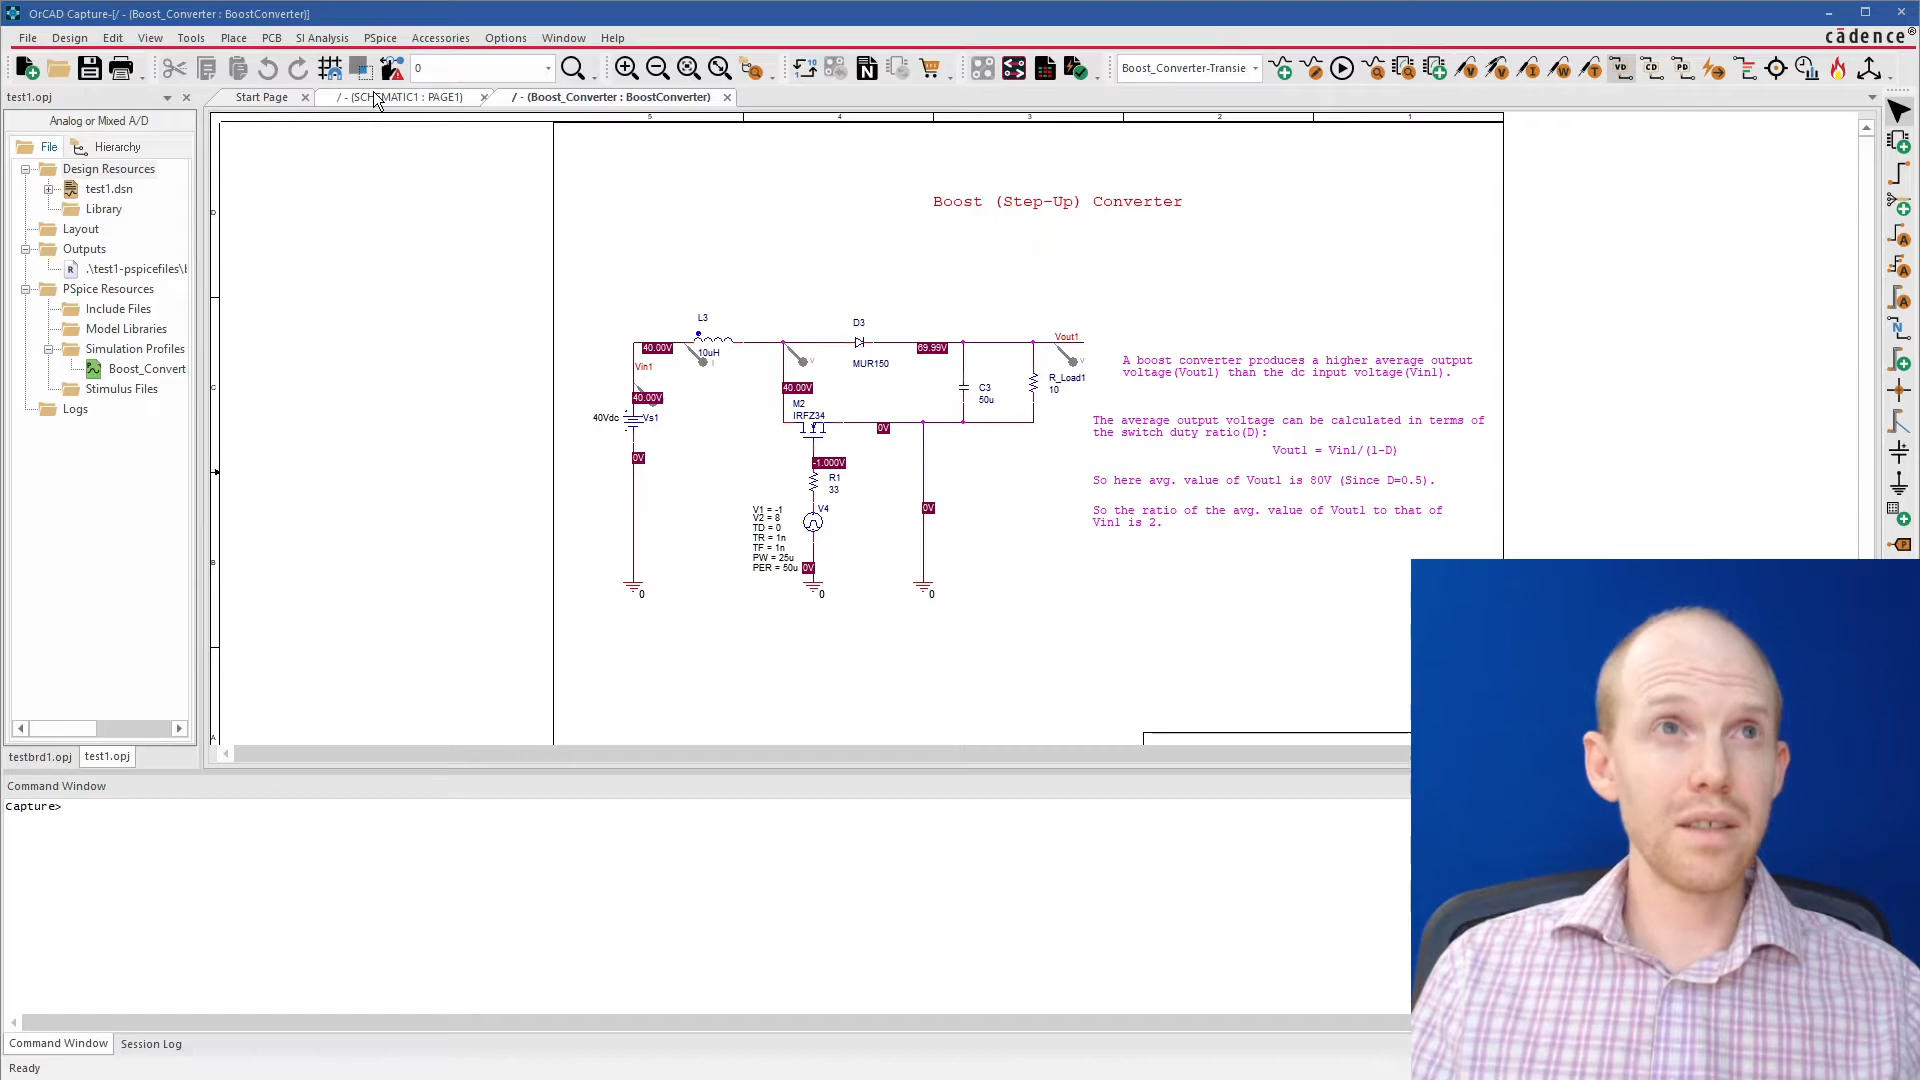 OrCAD Capture-[/ - (Boost_Converter : BoostConverter)]
File Design Edit View Tools Place PCB SI Analysis PSpice Accessories Options Window Help
cādence®
0
Boost_Converter-Transie
test1.opj
Start Page
/ - (SCHEMATIC1 : PAGE1)
/ - (Boost_Converter : BoostConverter)
Analog or Mixed A/D
File Hierarchy
Design Resources
test1.dsn
Library
Layout
Outputs
.\test1-pspicefiles\b
PSpice Resources
Include Files
Model Libraries
Simulation Profiles
Boost_Convert
Stimulus Files
Logs
testbrd1.opj test1.opj
5 4 3 2 1
D
C
B
A
Boost (Step-Up) Converter
L3
10uH
40.00V
Vin1
40.00V
40Vdc
Vs1
0V
0
D3
MUR150
69.99V
40.00V
M2
IRFZ34
0V
-1.000V
R1
33
V4
V1 = -1
V2 = 8
TD = 0
TR = 1n
TF = 1n
PW = 25u
PER = 50u
0V
0
0V
0
C3
50u
Vout1
R_Load1
10
A boost converter produces a higher average output
voltage(Vout1) than the dc input voltage(Vin1).
The average output voltage can be calculated in terms of
the switch duty ratio(D):
Vout1 = Vin1/(1-D)
So here avg. value of Vout1 is 80V (Since D=0.5).
So the ratio of the avg. value of Vout1 to that of
Vin1 is 2.
Command Window
Capture>
Command Window Session Log
Ready